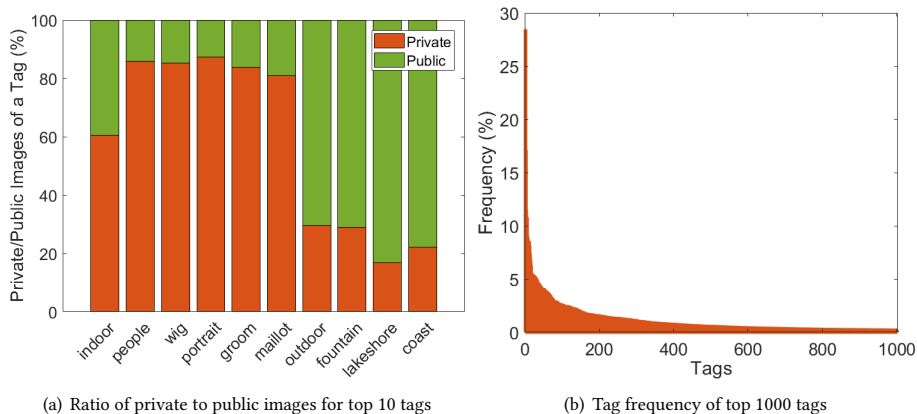 Private/Public Images of a Tag (%)
100
80
60
40
20
0
Private
Public
indoor
people
wig
portrait
groom
maillot
outdoor
fountain
lakeshore
coast
(a) Ratio of private to public images for top 10 tags
Frequency (%)
30
25
20
15
10
5
0
0 200 400 600 800 1000
Tags
(b) Tag frequency of top 1000 tags